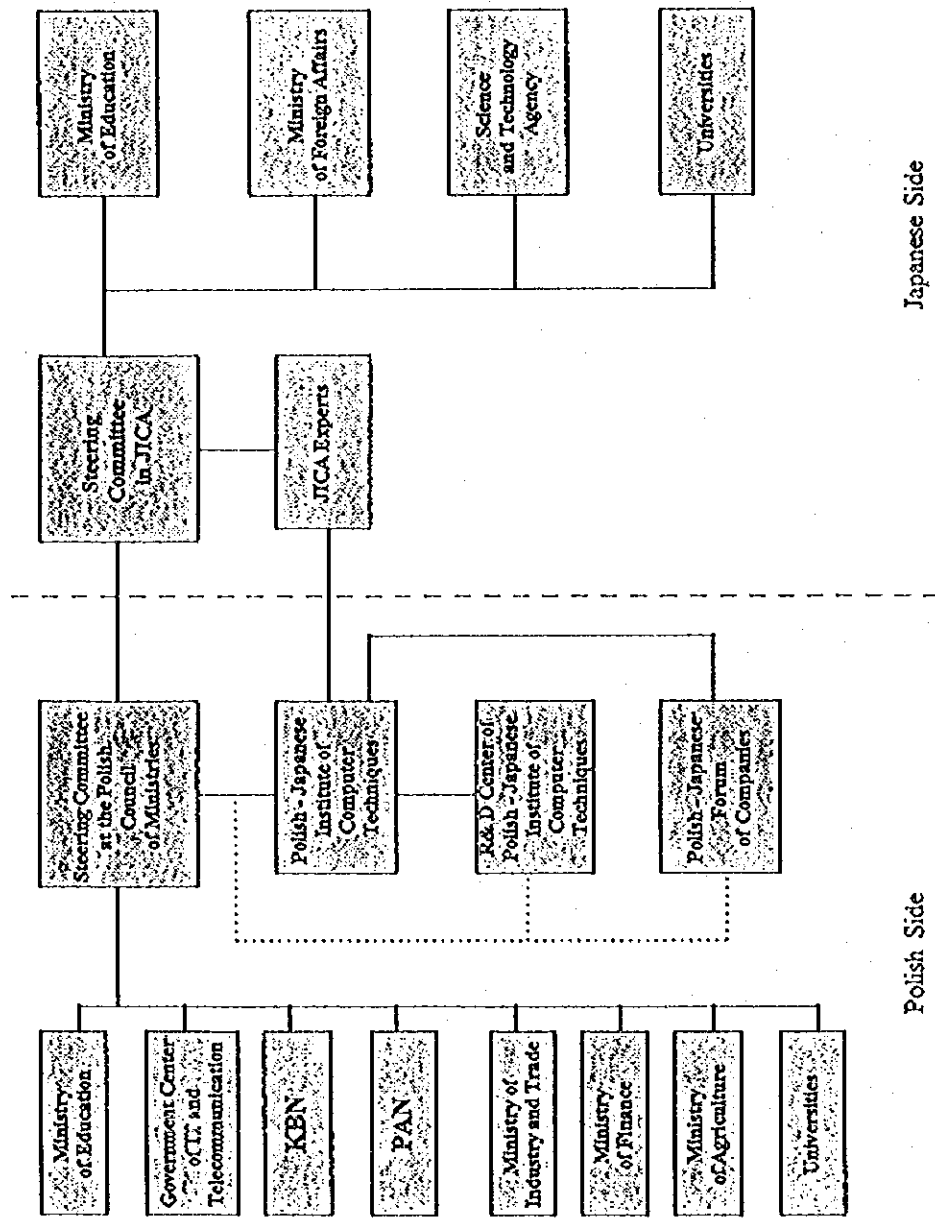 Ministry
of Education
Government Center
of IT and
Telecommunication
KBN
PAN
Ministry of
Industry and Trade
Ministry
of Finance
Ministry
of Agriculture
Universities
Steering Committee
at the Polish
Council
of Ministries
Polish - Japanese
Institute of
Computer
Techniques
R&D Center of
Polish - Japanese
Institute of
Computer
Techniques
Polish - Japanese
Forum
of Companies
Steering
Committee
in JICA
JICA Experts
Ministry
of Education
Ministry
of Foreign Affairs
Science
and Technology
Agency
Universities
Polish Side
Japanese Side